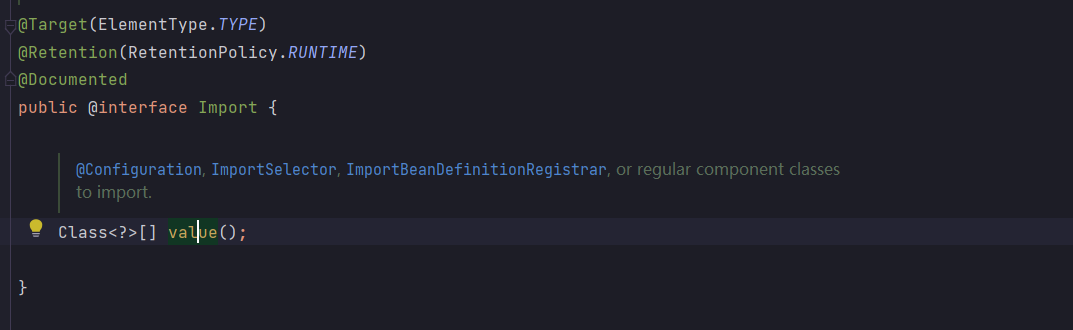 @Target(ElementType.TYPE)
@Retention(RetentionPolicy.RUNTIME)
@Documented
public @interface Import {
@Configuration, ImportSelector, ImportBeanDefinitionRegistrar, or regular component classes
to import.
Class<?>[] value();
}